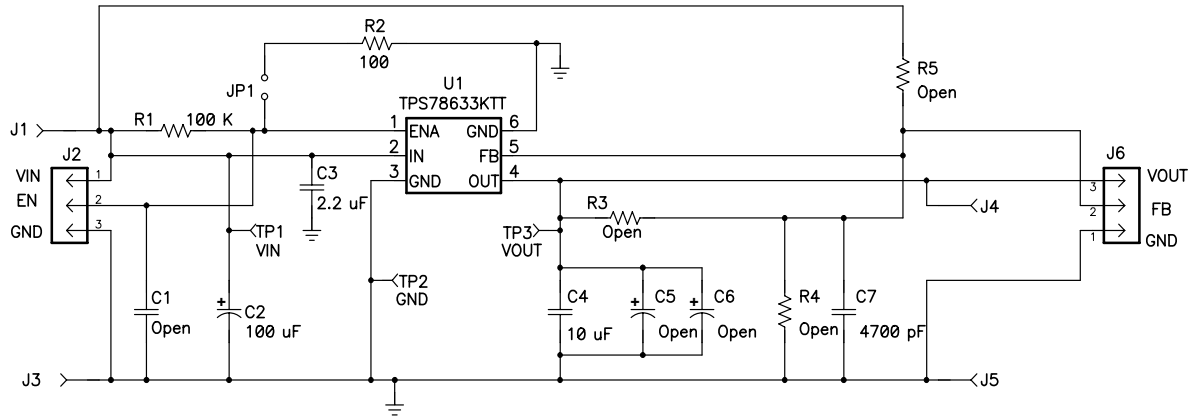 R2
100
JP1
U1
TPS78633KTT
R5
Open
J1
R1 100 K
1 ENA GND 6
2 IN FB 5
3 GND OUT 4
J2
VIN 1
EN 2
GND 3
C3
2.2 uF
J6
3 VOUT
2 FB
1 GND
J4
R3
Open
TP1
VIN
TP3
VOUT
TP2
GND
C1
Open
+ C2
100 uF
C4
10 uF
+ C5
Open
+ C6
Open
R4
Open
C7
4700 pF
J3
J5